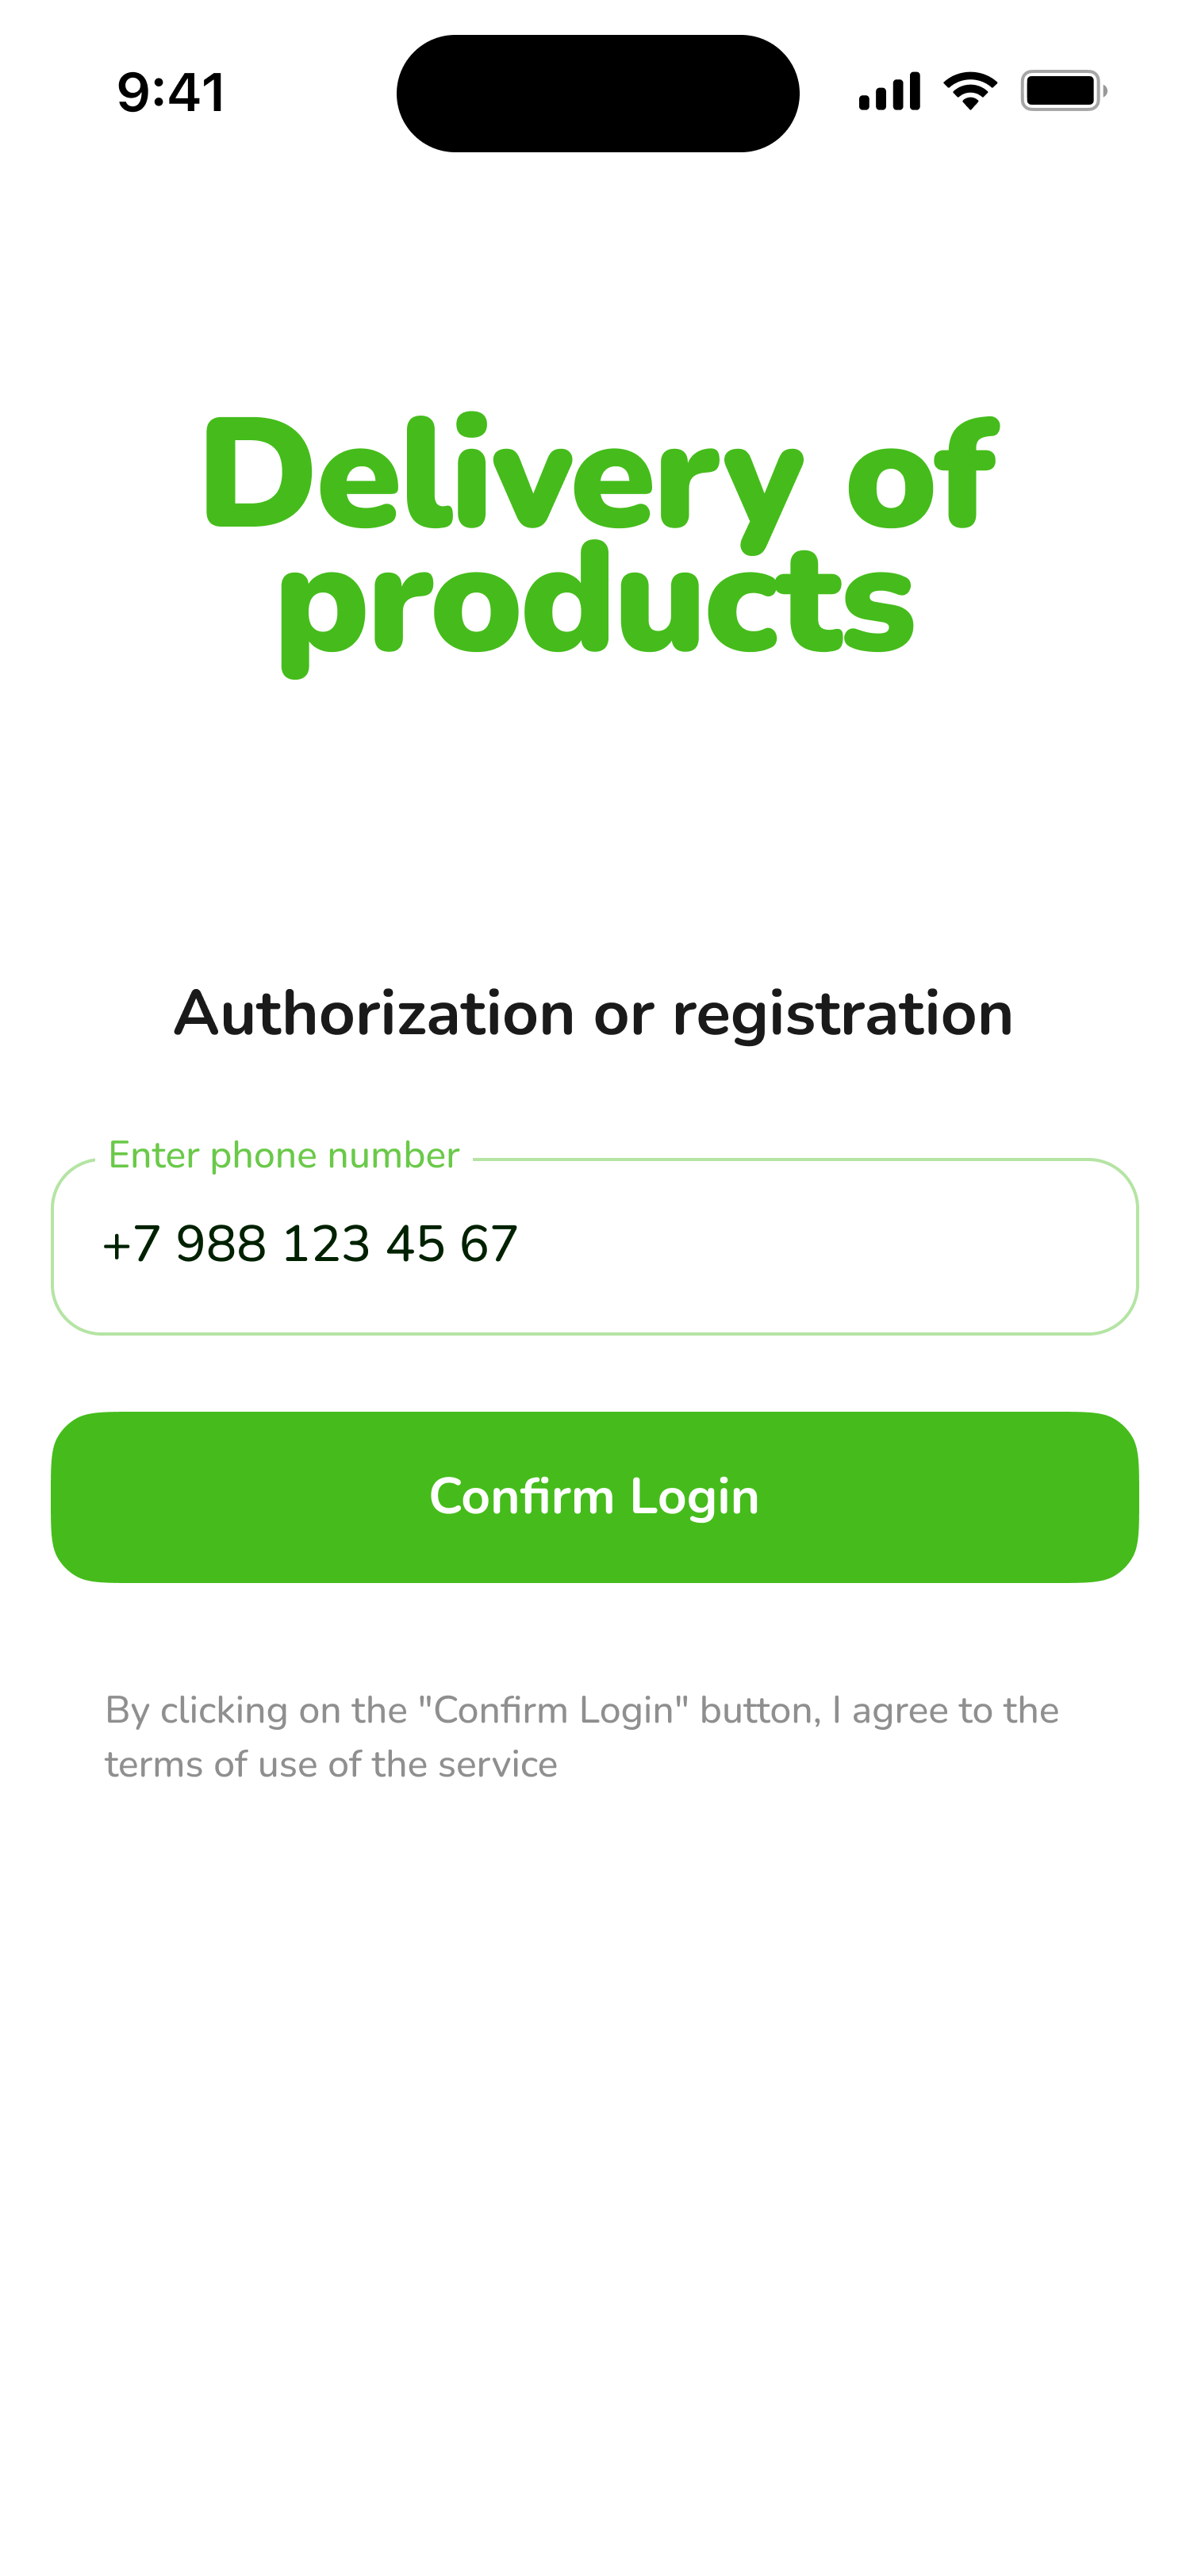 9:41
Delivery of
products
Authorization or registration
Enter phone number
+7 988 123 45 67
Confirm Login
By clicking on the "Confirm Login" button, I agree to the
terms of use of the service